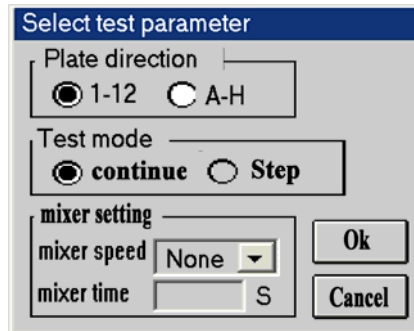 Select test parameter
Plate direction
1-12 A-H
Test mode
continue Step
mixer setting
mixer speed None
mixer time S
Ok
Cancel